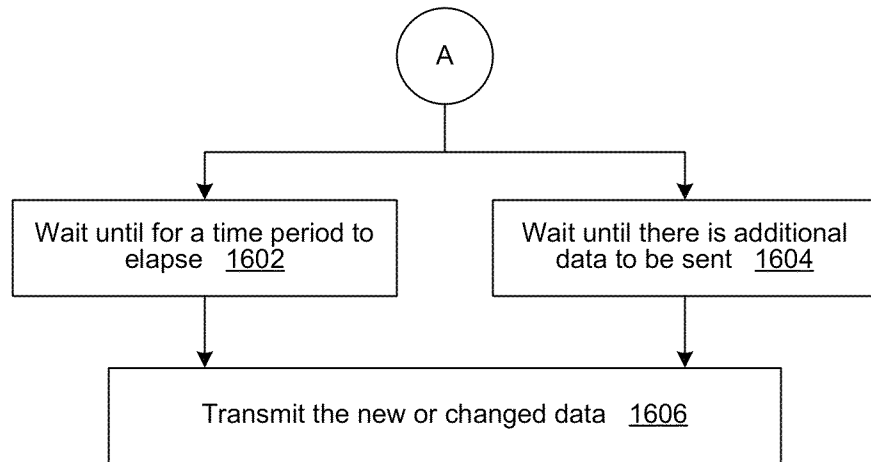 A
Wait until for a time period to
elapse 1602
Wait until there is additional
data to be sent 1604
Transmit the new or changed data 1606